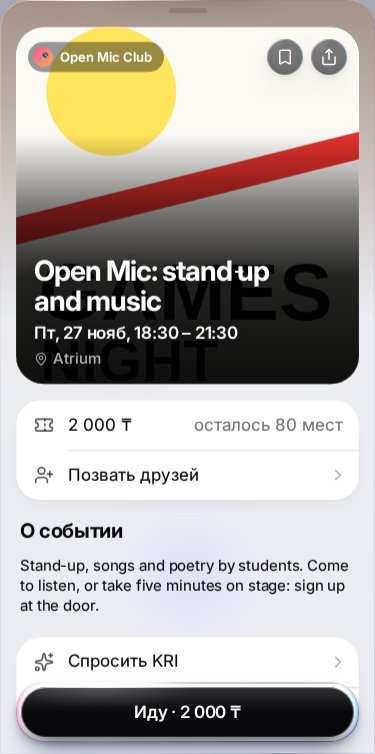 Open Mic Club
GAMES
NIGHT
Open Mic: stand-up
and music
Пт, 27 нояб, 18:30 – 21:30
Atrium
2 000 ₸
осталось 80 мест
Позвать друзей
О событии
Stand-up, songs and poetry by students. Come
to listen, or take five minutes on stage: sign up
at the door.
Спросить KRI
Иду · 2 000 ₸